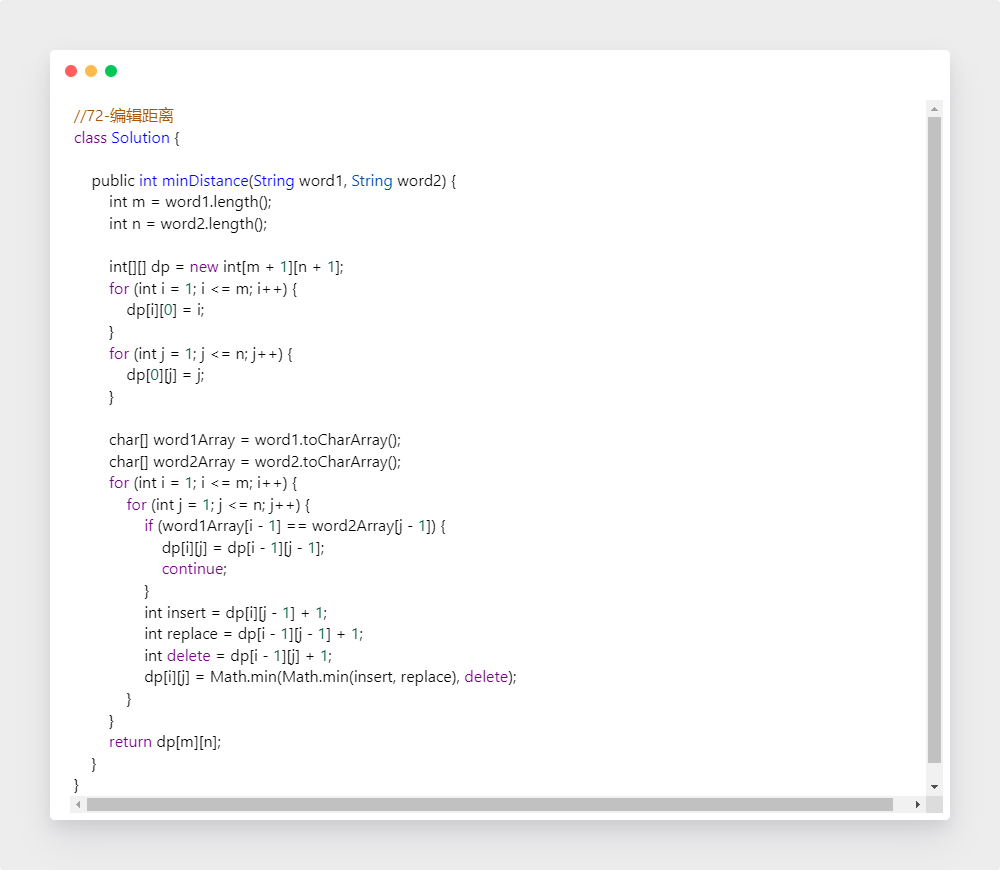 //72-编辑距离
class Solution {
public int minDistance(String word1, String word2) {
int m = word1.length();
int n = word2.length();
int[][] dp = new int[m + 1][n + 1];
for (int i = 1; i <= m; i++) {
dp[i][0] = i;
}
for (int j = 1; j <= n; j++) {
dp[0][j] = j;
}
char[] word1Array = word1.toCharArray();
char[] word2Array = word2.toCharArray();
for (int i = 1; i <= m; i++) {
for (int j = 1; j <= n; j++) {
if (word1Array[i - 1] == word2Array[j - 1]) {
dp[i][j] = dp[i - 1][j - 1];
continue;
}
int insert = dp[i][j - 1] + 1;
int replace = dp[i - 1][j - 1] + 1;
int delete = dp[i - 1][j] + 1;
dp[i][j] = Math.min(Math.min(insert, replace), delete);
}
}
return dp[m][n];
}
}